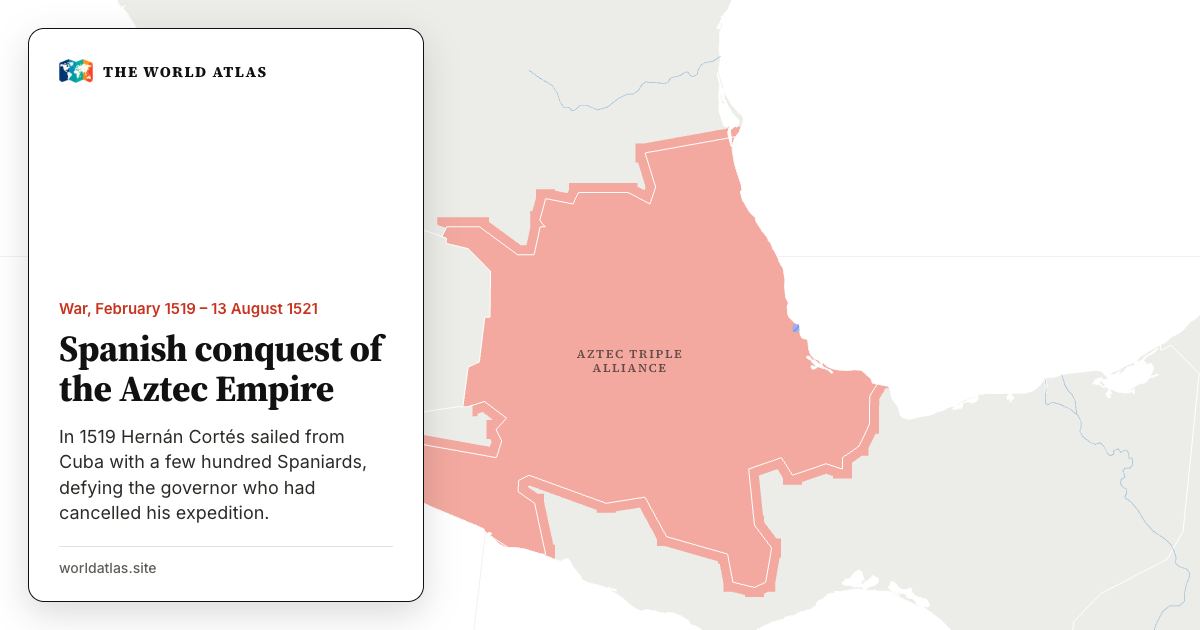 THE WORLD ATLAS
War, February 1519 – 13 August 1521
Spanish conquest of
the Aztec Empire
In 1519 Hernán Cortés sailed from
Cuba with a few hundred Spaniards,
defying the governor who had
cancelled his expedition.
worldatlas.site
AZTEC TRIPLE
ALLIANCE